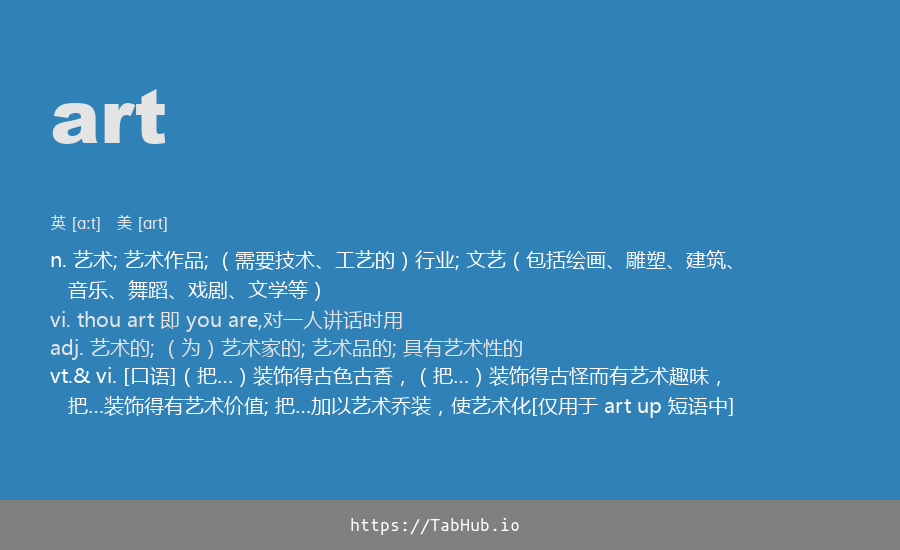 art
英 [ɑ:t] 美 [ɑrt]
n. 艺术; 艺术作品; （需要技术、工艺的）行业; 文艺（包括绘画、雕塑、建筑、
音乐、舞蹈、戏剧、文学等）
vi. thou art 即 you are,对一人讲话时用
adj. 艺术的; （为）艺术家的; 艺术品的; 具有艺术性的
vt.& vi. [口语]（把…）装饰得古色古香，（把…）装饰得古怪而有艺术趣味，
把…装饰得有艺术价值; 把…加以艺术乔装，使艺术化[仅用于 art up 短语中]
https://TabHub.io